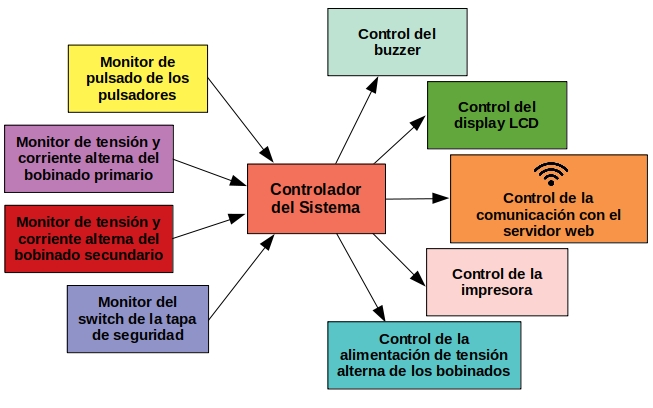 Control del
buzzer
Monitor de
pulsado de los
pulsadores
Control del
display LCD
Monitor de tensión y
corriente alterna del
bobinado primario
Controlador
del Sistema
Control de la
comunicación con el
servidor web
Monitor de tensión y
corriente alterna del
bobinado secundario
Control de la
impresora
Monitor del
switch de la tapa
de seguridad
Control de la
alimentación de tensión
alterna de los bobinados